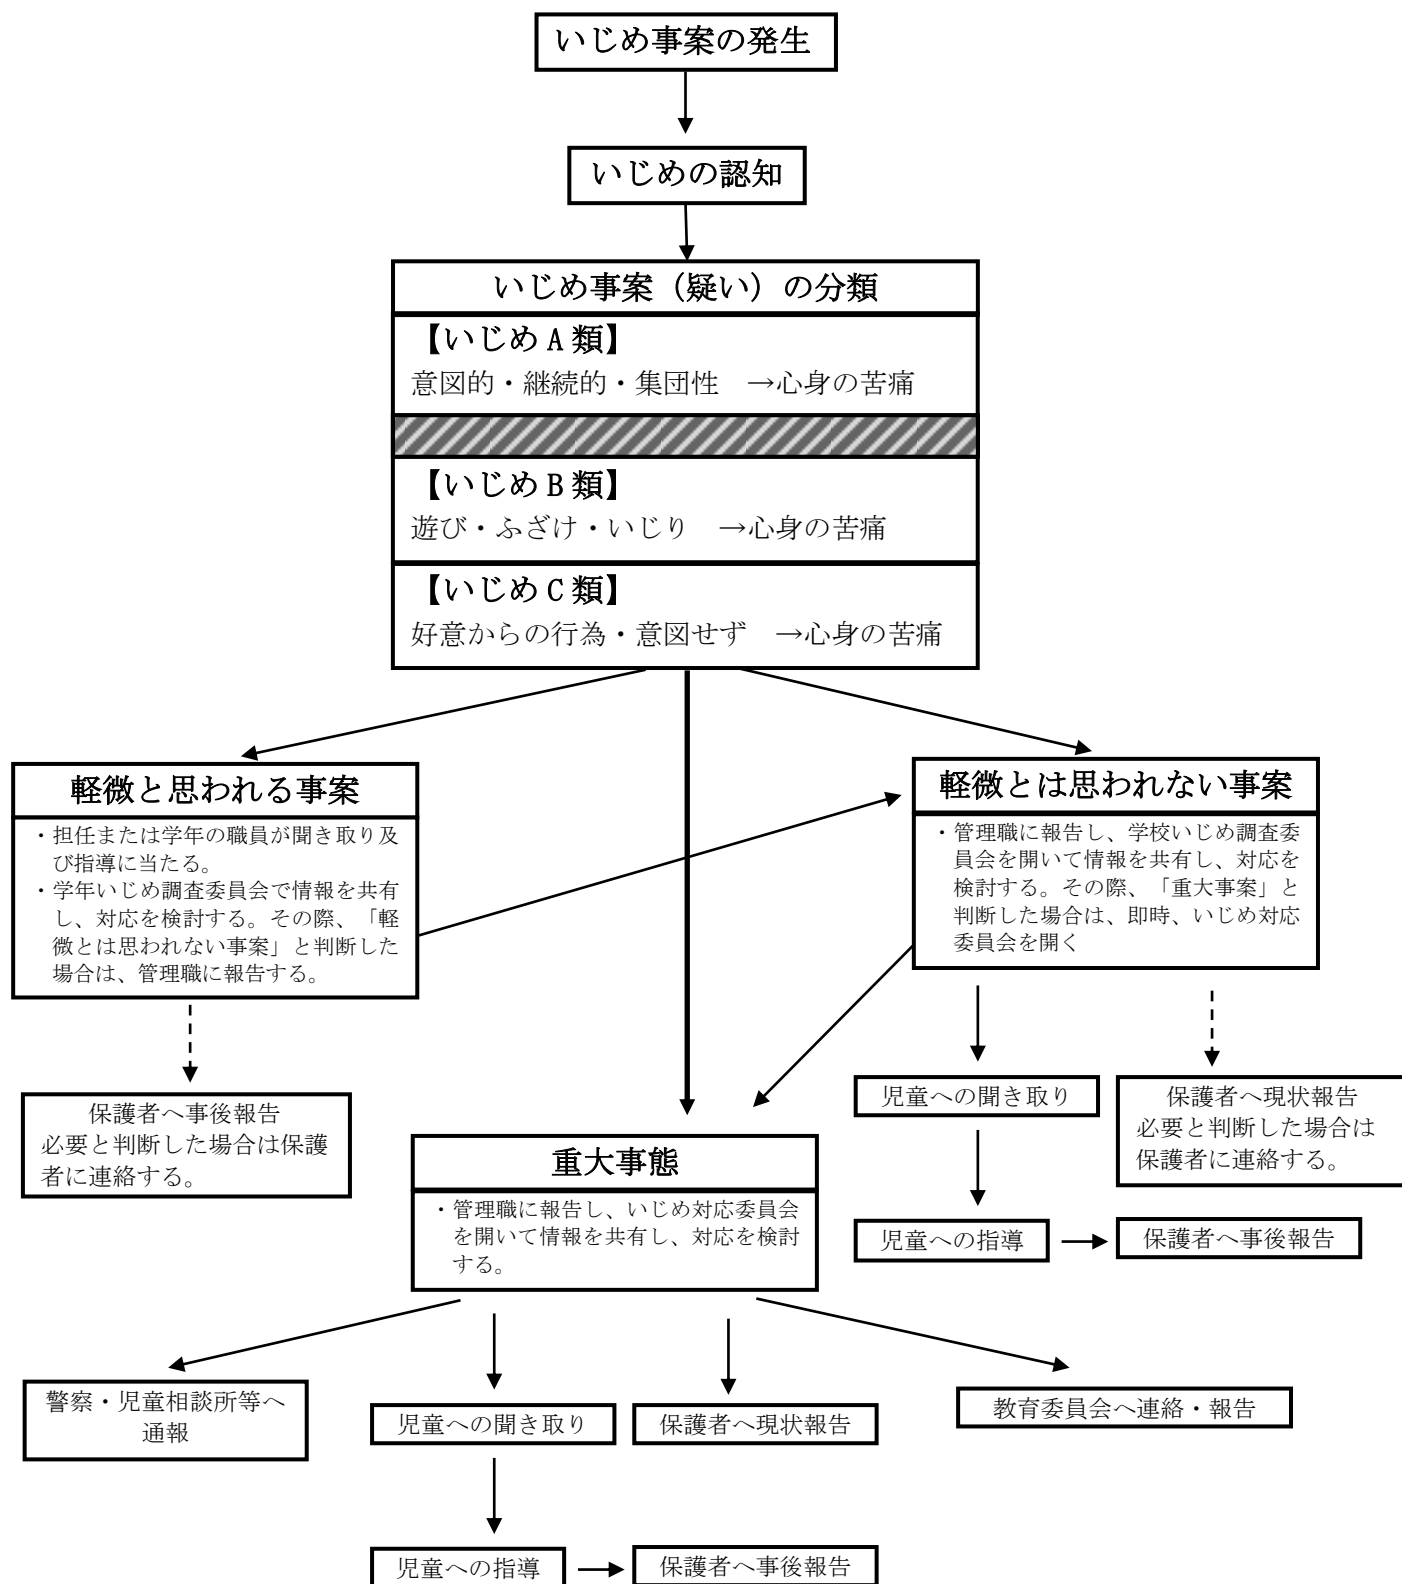 いじめ事案の発生
いじめの認知
いじめ事案（疑い）の分類
【いじめA類】
意図的・継続的・集団性　→心身の苦痛
【いじめB類】
遊び・ふざけ・いじり　→心身の苦痛
【いじめC類】
好意からの行為・意図せず　→心身の苦痛
軽微と思われる事案
・担任または学年の職員が聞き取り及
び指導に当たる。
・学年いじめ調査委員会で情報を共有
し、対応を検討する。その際、「軽
微とは思われない事案」と判断した
場合は、管理職に報告する。
保護者へ事後報告
必要と判断した場合は保護
者に連絡する。
軽微とは思われない事案
・管理職に報告し、学校いじめ調査委
員会を開いて情報を共有し、対応を
検討する。その際、「重大事案」と
判断した場合は、即時、いじめ対応
委員会を開く
児童への聞き取り
保護者へ現状報告
必要と判断した場合は
保護者に連絡する。
児童への指導
保護者へ事後報告
重大事態
・管理職に報告し、いじめ対応委員会
を開いて情報を共有し、対応を検討
する。
警察・児童相談所等へ
通報
児童への聞き取り
保護者へ現状報告
教育委員会へ連絡・報告
児童への指導
保護者へ事後報告